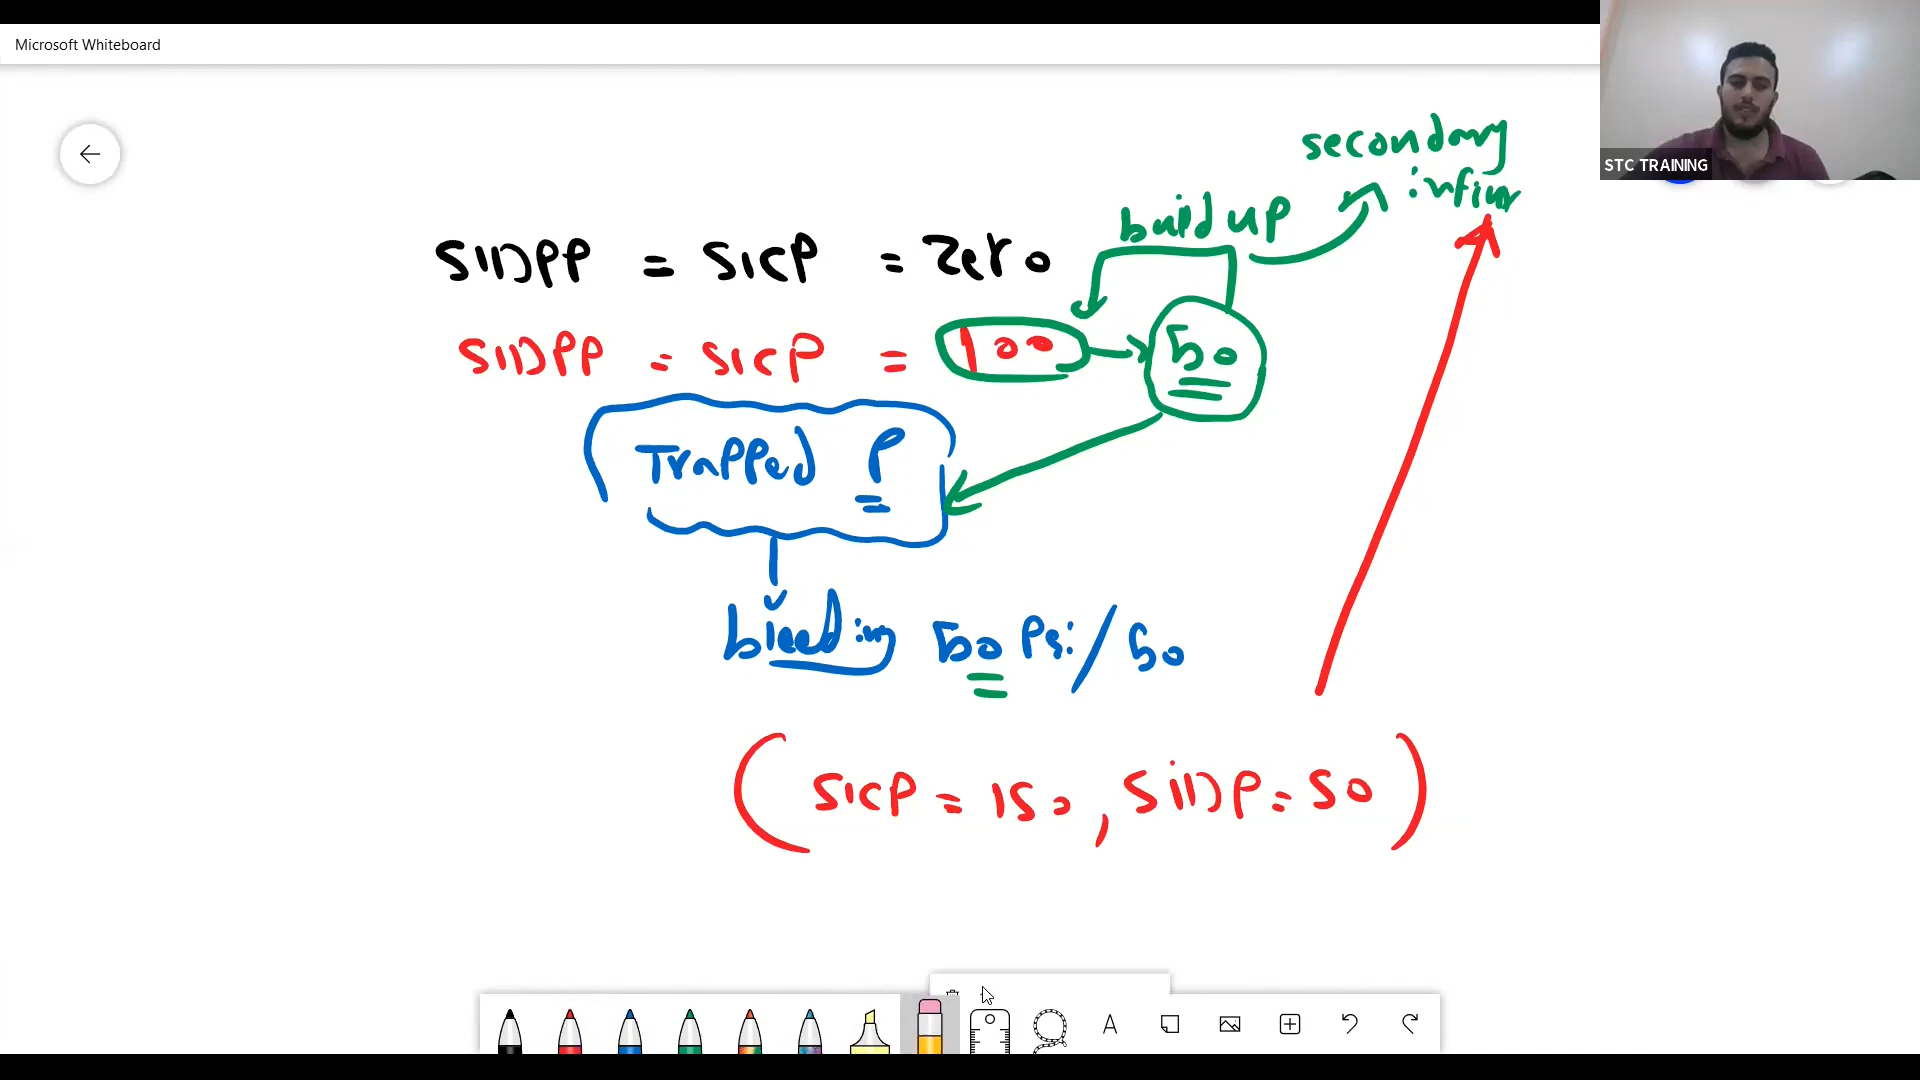 Microsoft Whiteboard
STC TRAINING
secondary
build up
SIDPP = SICP = Zero
SIDPP = SICP = 100
50
Trapped P
bleeding 50 Psi / 50
(SICP = 150, SIDP = 50)
A